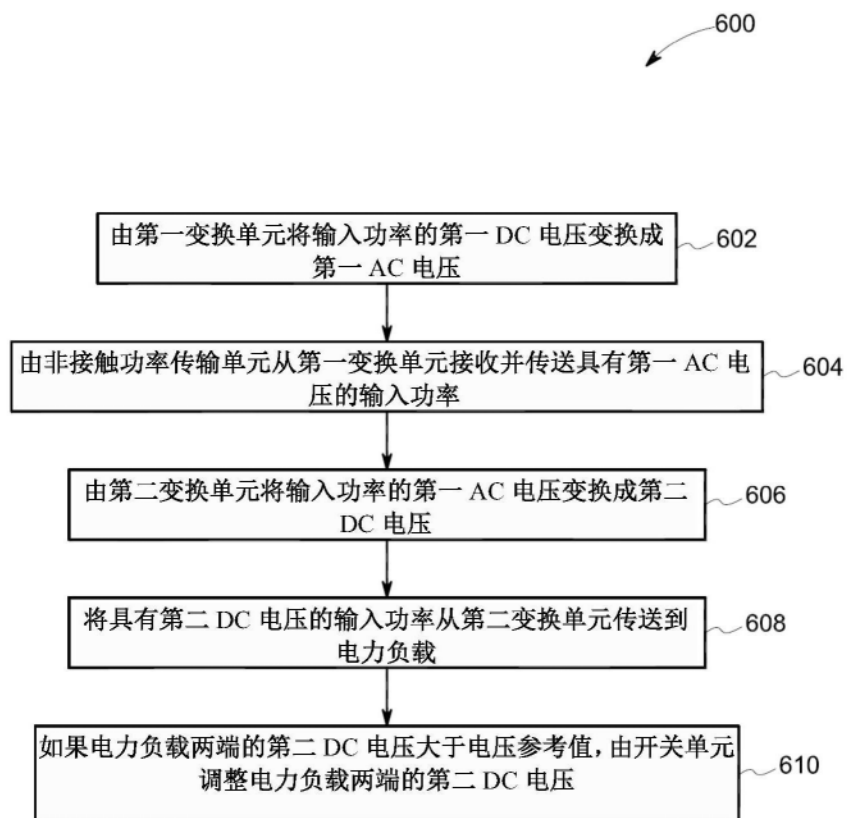 600
由第一变换单元将输入功率的第一 DC 电压变换成
第一 AC 电压
602
由非接触功率传输单元从第一变换单元接收并传送具有第一 AC 电
压的输入功率
604
由第二变换单元将输入功率的第一 AC 电压变换成第二
DC 电压
606
将具有第二 DC 电压的输入功率从第二变换单元传送到
电力负载
608
如果电力负载两端的第二 DC 电压大于电压参考值，由开关单元
调整电力负载两端的第二 DC 电压
610